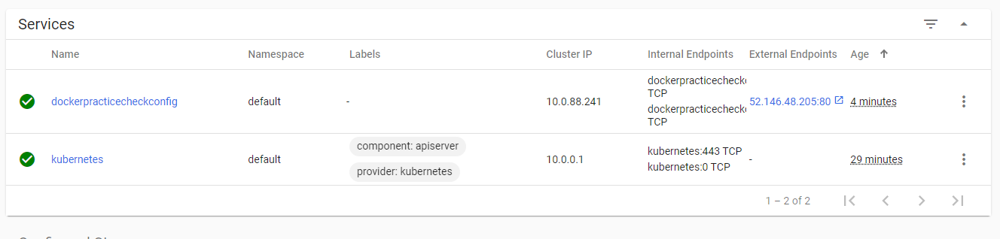 Services
Name Namespace Labels Cluster IP Internal Endpoints External Endpoints Age
dockerpracticecheckconfig default - 10.0.88.241 52.146.48.205:80 4 minutes
dockerpracticechecko
TCP
dockerpracticechecko
TCP
kubernetes default 10.0.0.1 - 29 minutes
component: apiserver
provider: kubernetes
kubernetes:443 TCP
kubernetes:0 TCP
1 – 2 of 2